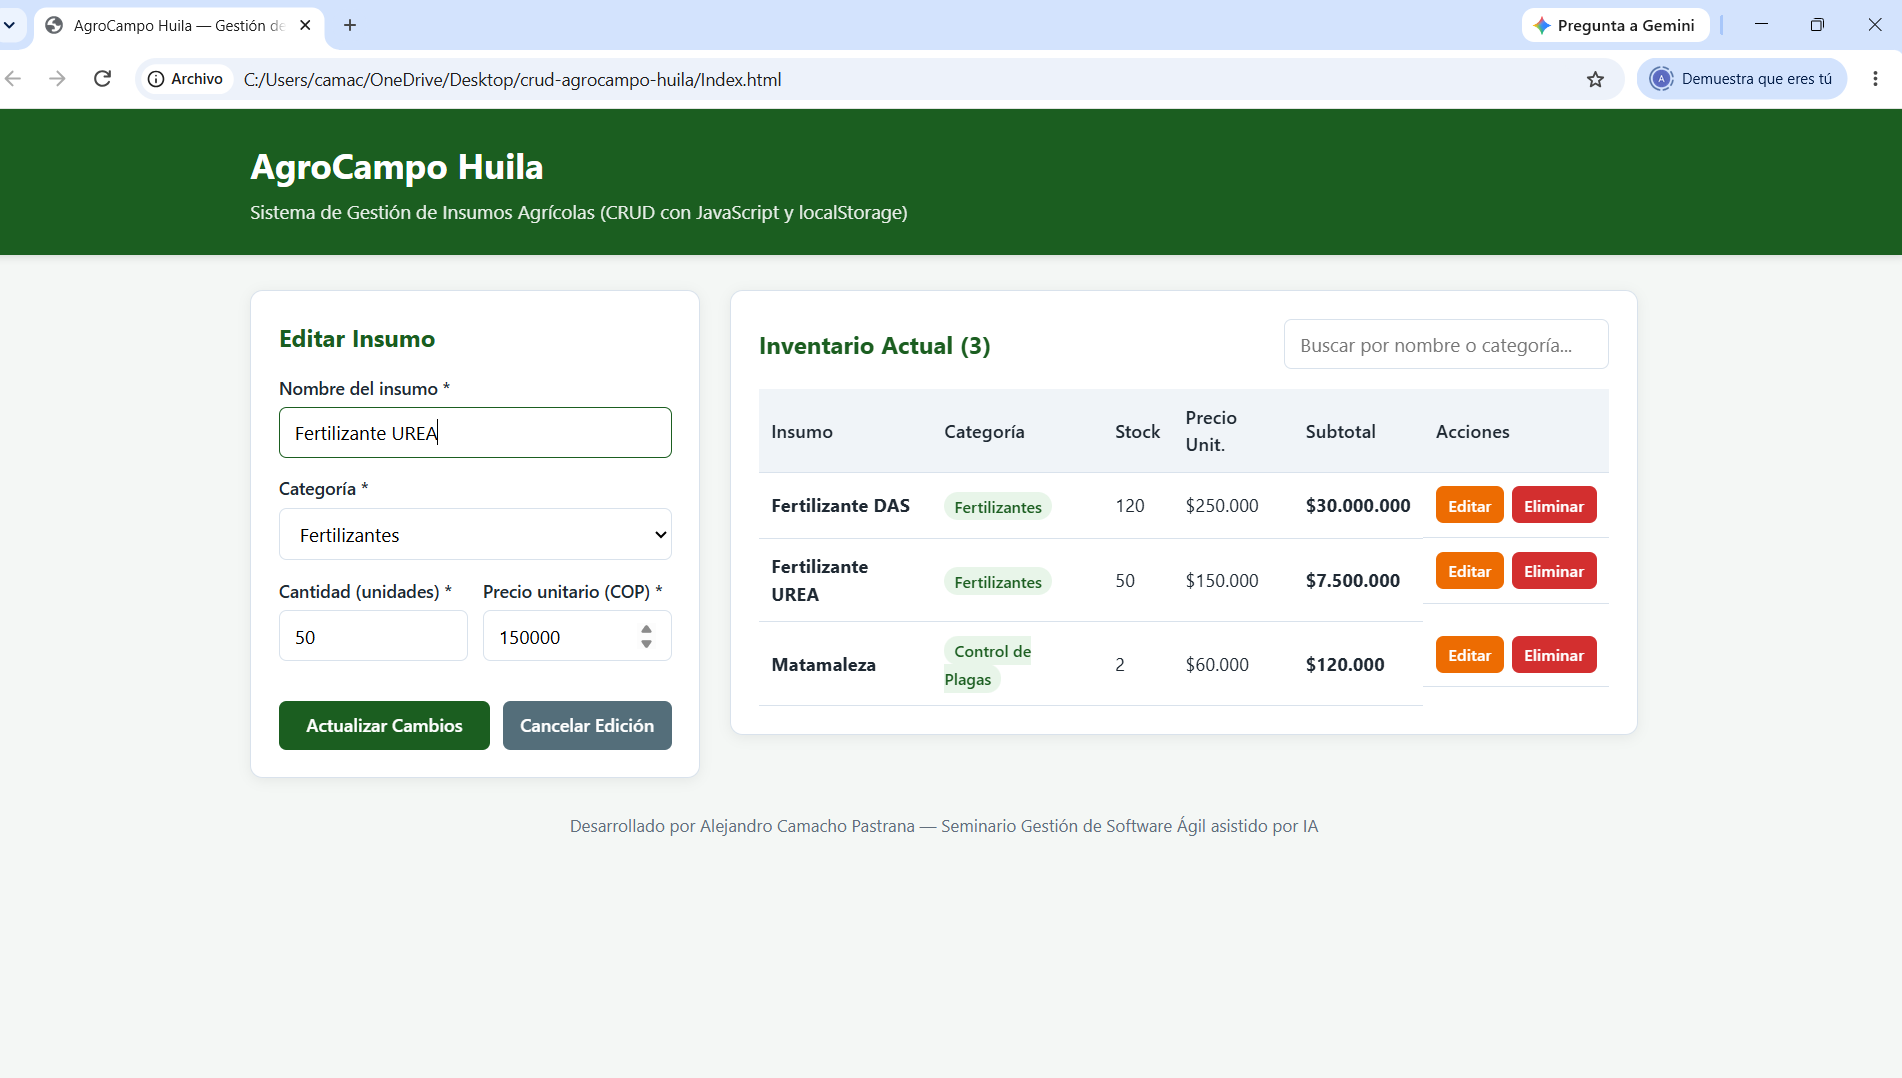 AgroCampo Huila — Gestión de
Pregunta a Gemini
Archivo
C:/Users/camac/OneDrive/Desktop/crud-agrocampo-huila/Index.html
A
Demuestra que eres tú
AgroCampo Huila
Sistema de Gestión de Insumos Agrícolas (CRUD con JavaScript y localStorage)
Editar Insumo
Nombre del insumo *
Fertilizante UREA
Categoría *
Fertilizantes
Cantidad (unidades) * Precio unitario (COP) *
50 150000
Actualizar Cambios Cancelar Edición
Inventario Actual (3)
Buscar por nombre o categoría...
Insumo Categoría Stock Precio Unit. Subtotal Acciones
Fertilizante DAS Fertilizantes 120 $250.000 $30.000.000 Editar Eliminar
Fertilizante UREA Fertilizantes 50 $150.000 $7.500.000 Editar Eliminar
Matamaleza Control de Plagas 2 $60.000 $120.000 Editar Eliminar
Desarrollado por Alejandro Camacho Pastrana — Seminario Gestión de Software Ágil asistido por IA